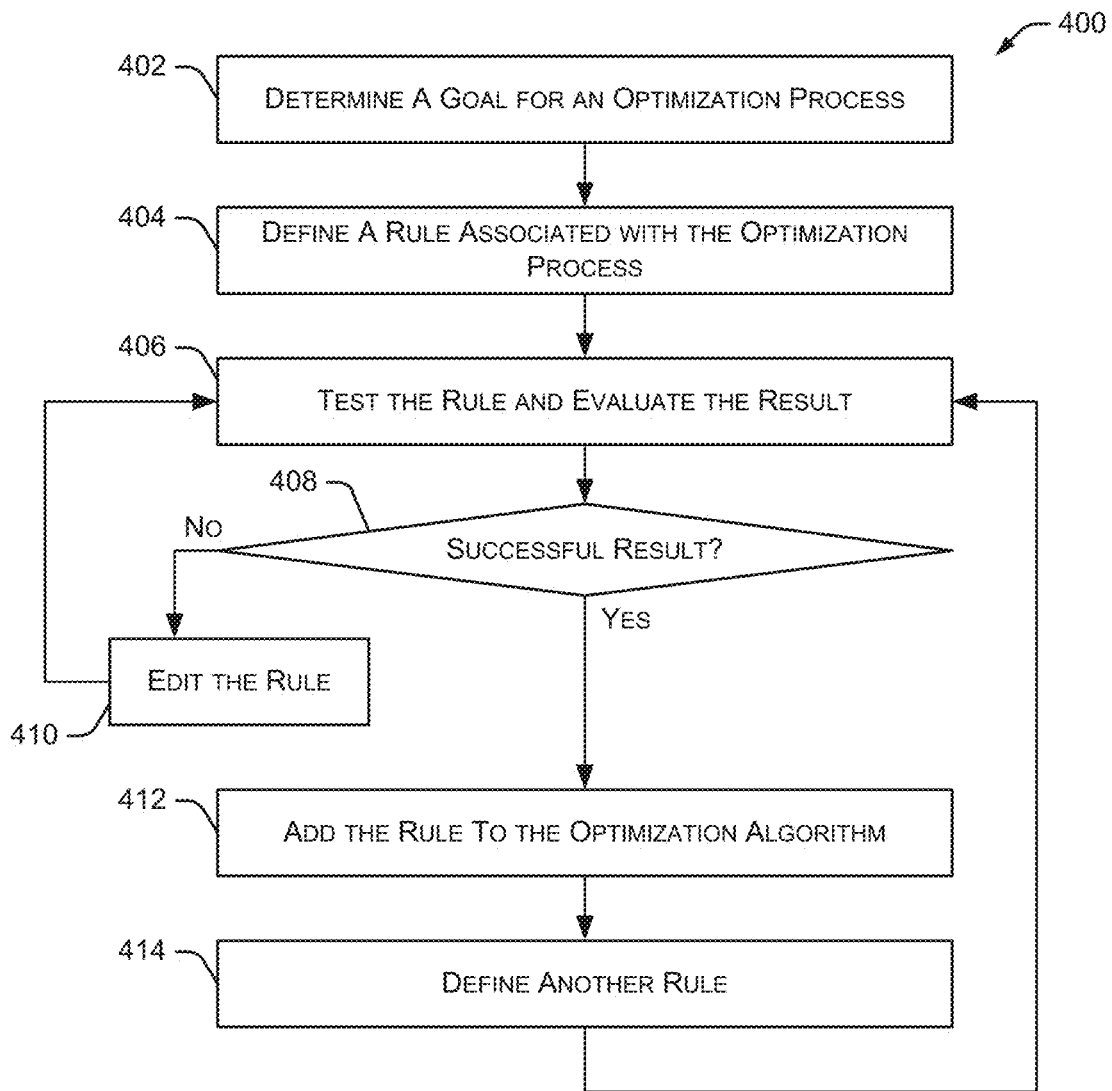 400
402
DETERMINE A GOAL FOR AN OPTIMIZATION PROCESS
404
DEFINE A RULE ASSOCIATED WITH THE OPTIMIZATION
PROCESS
406
TEST THE RULE AND EVALUATE THE RESULT
408
NO
SUCCESSFUL RESULT?
YES
EDIT THE RULE
410
412
ADD THE RULE TO THE OPTIMIZATION ALGORITHM
414
DEFINE ANOTHER RULE